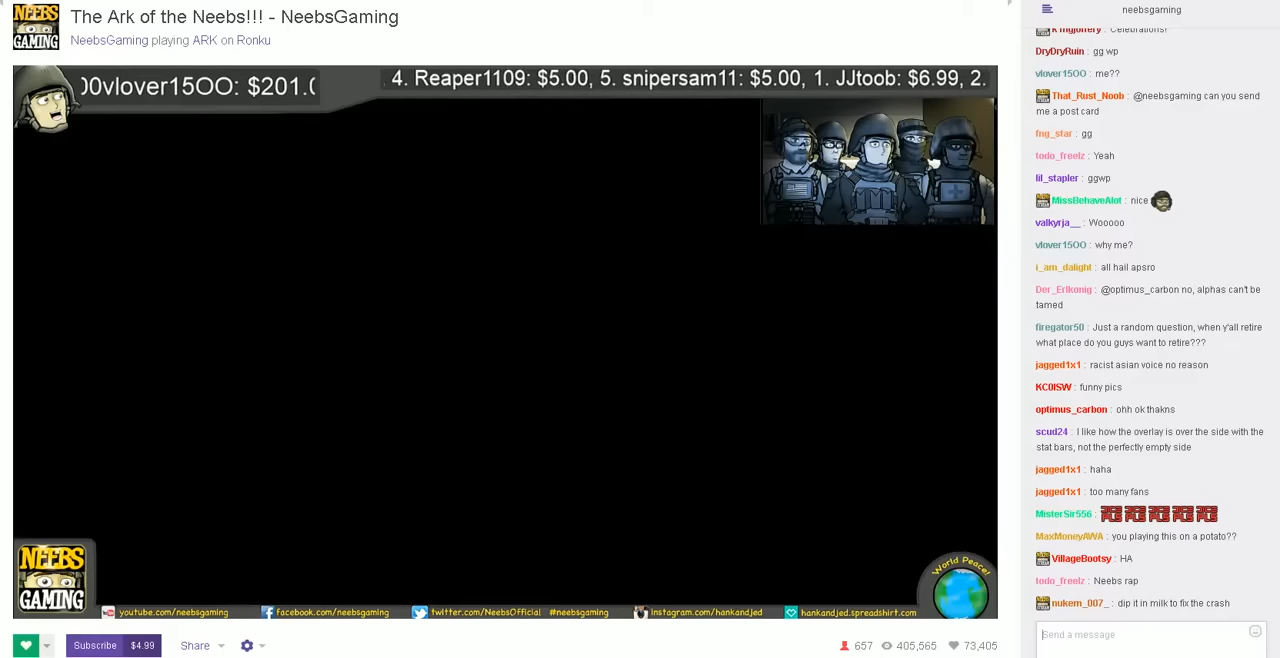 NEEBS
GAMING
The Ark of the Neebs!!! - NeebsGaming
NeebsGaming playing ARK on Ronku
00vlover15OO: $201.0
4. Reaper1109: $5.00, 5. snipersam11: $5.00, 1. JJtoob: $6.99, 2.
NEEBS
GAMING
World Peace!
youtube.com/neebsgaming facebook.com/neebsgaming twitter.com/NeebsOfficial #neebsgaming instagram.com/hankandjed hankandjed.spreadshirt.com
Subscribe $4.99 Share 657 405,565 73,405
neebsgaming
Celebrations!
DryDryRuin : gg wp
vlover15OO : me??
That_Rust_Noob : @neebsgaming can you send
me a post card
fng_star : gg
todo_freelz : Yeah
lil_stapler : ggwp
MissBehaveAlot : nice
valkyrja__ : Wooooo
vlover15OO : why me?
i_am_dalight : all hail apsro
Der_Erlkonig : @optimus_carbon no, alphas can't be
tamed
firegator50 : Just a random question, when y'all retire
what place do you guys want to retire???
jagged1x1 : racist asian voice no reason
KC0ISW : funny pics
optimus_carbon : ohh ok thakns
scud24 : I like how the overlay is over the side with the
stat bars, not the perfectly empty side
jagged1x1 : haha
jagged1x1 : too many fans
MisterSir556 :
MaxMoneyAWA : you playing this on a potato??
VillageBootsy : HA
todo_freelz : Neebs rap
nukem_007_ : dip it in milk to fix the crash
Send a message